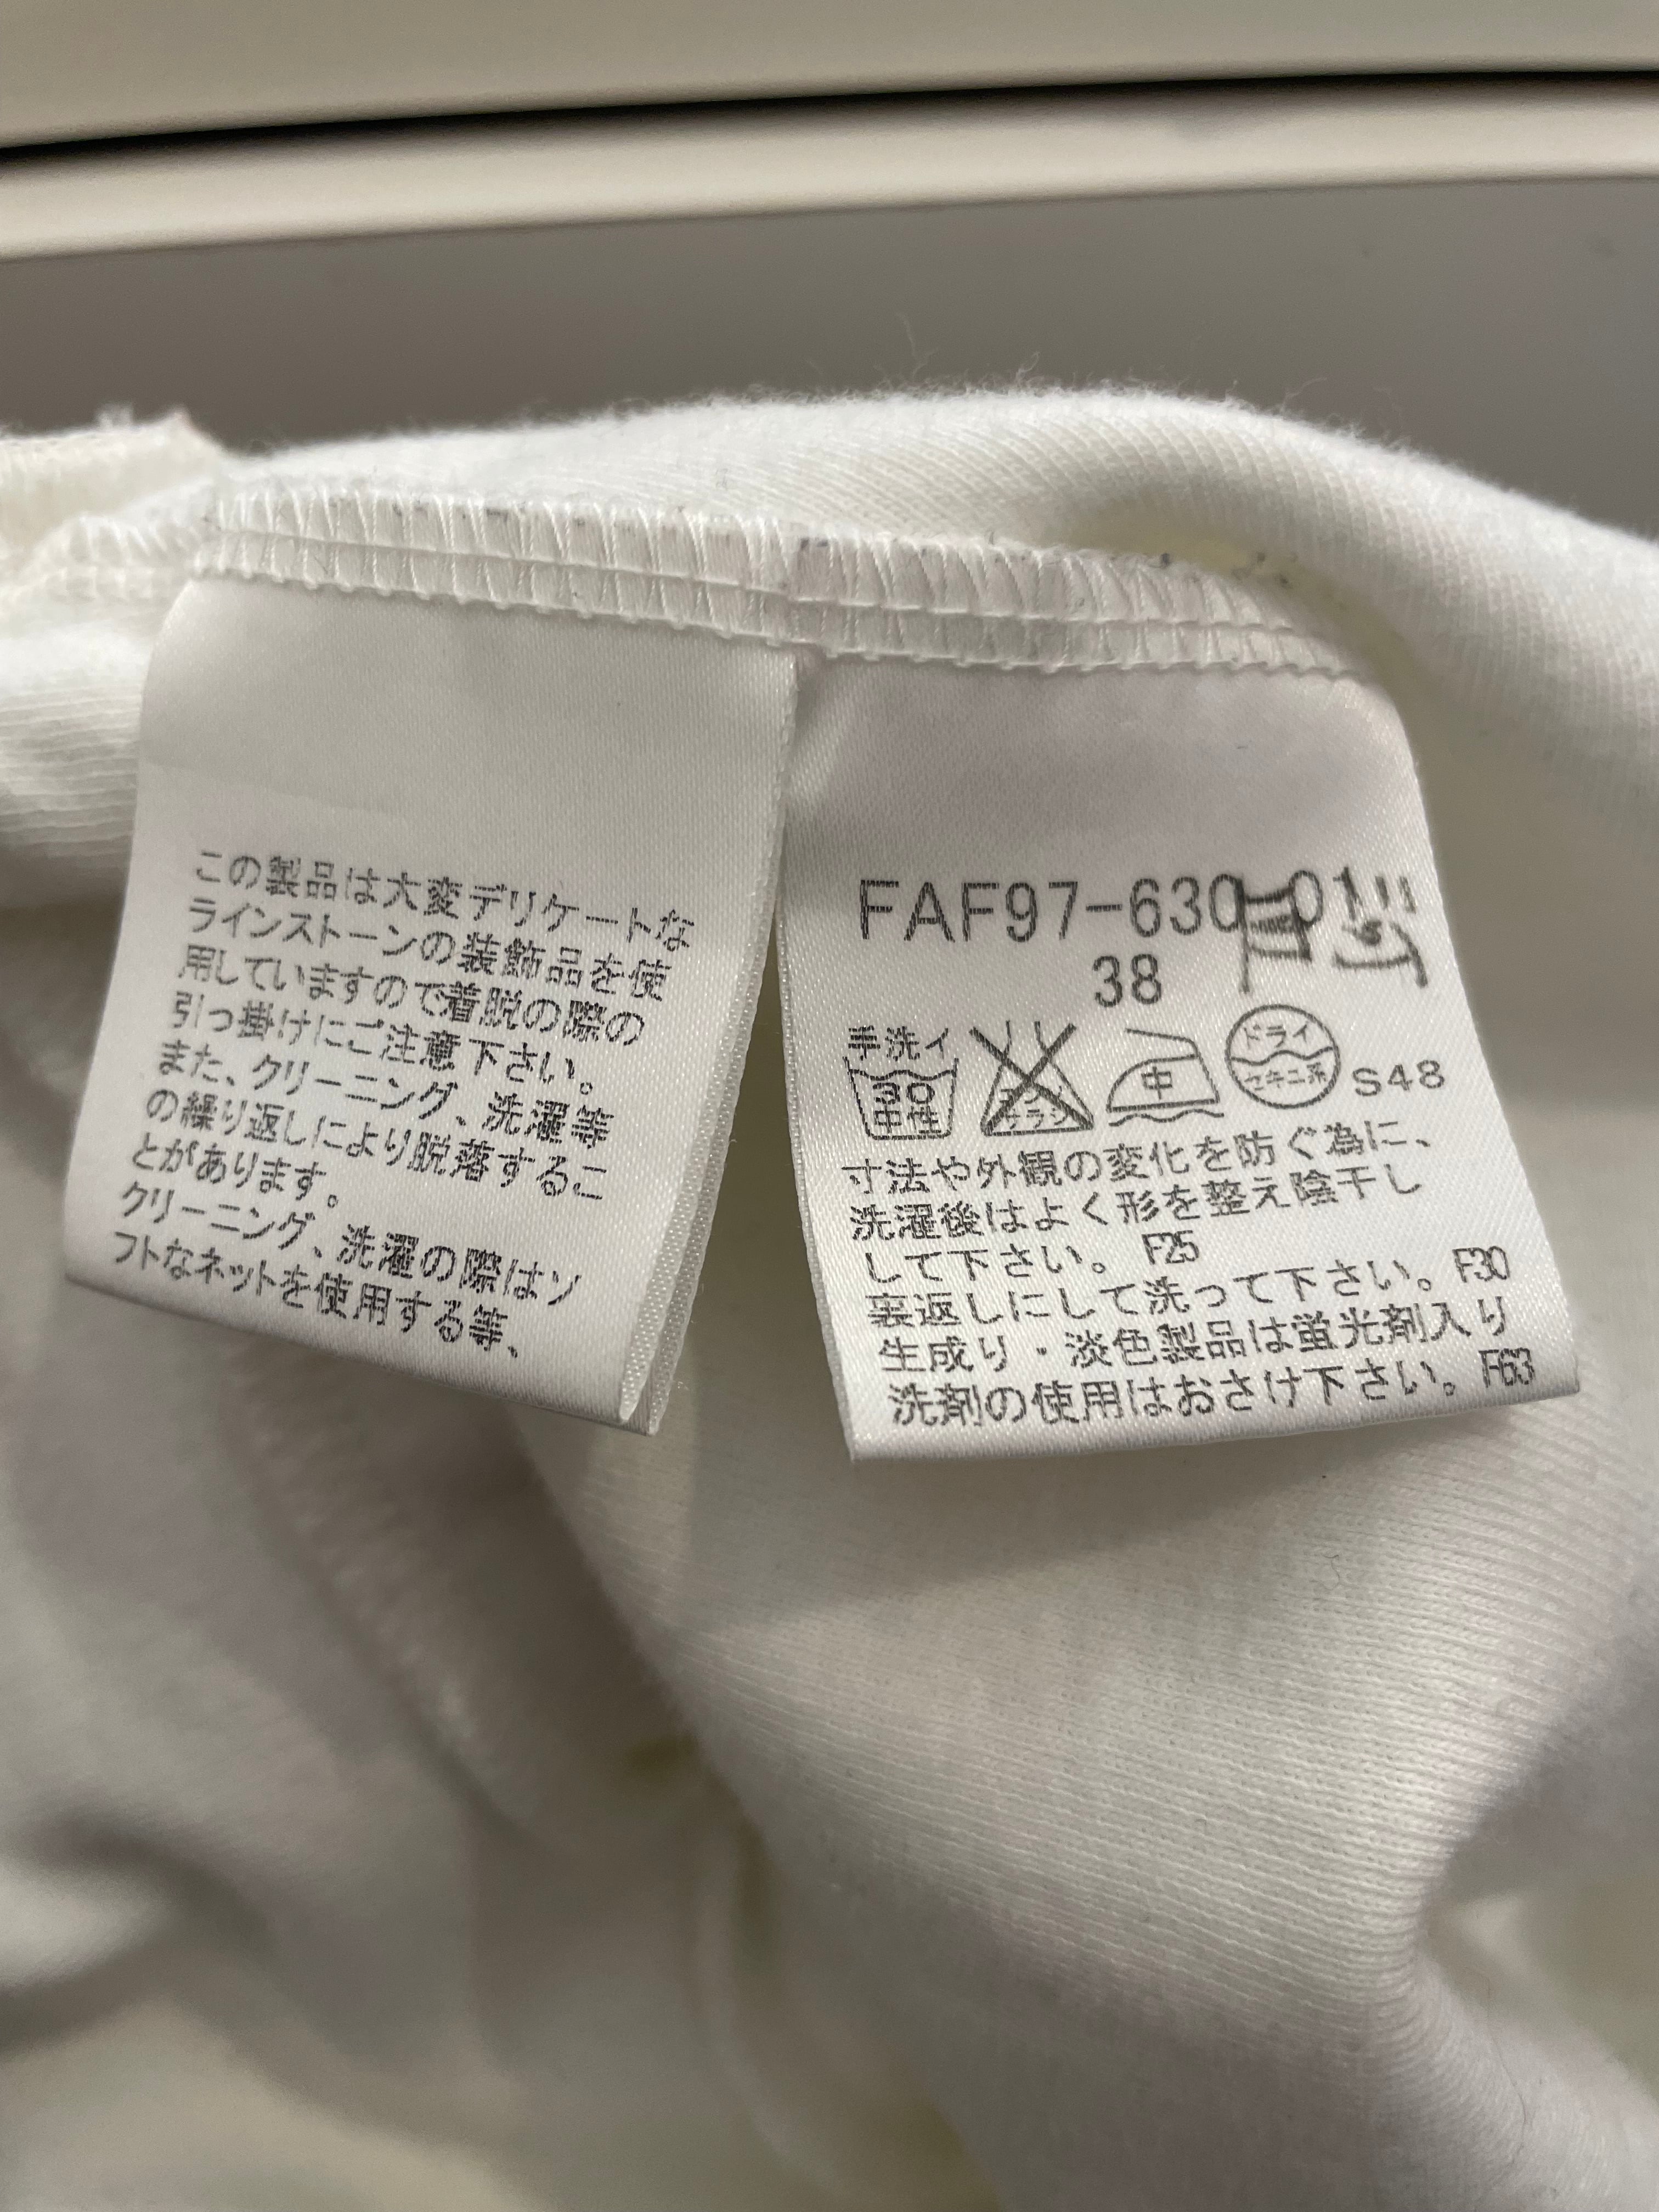 この製品は大変デリケートな
ラインストーンの装飾品を使
用していますので着脱の際の
引っ掛けにご注意下さい。
また、クリーニング、洗濯等
の繰り返しにより脱落するこ
とがあります。
クリーニング、洗濯の際はソ
フトなネットを使用する等、
FAF97-630-01
38
手洗イ
30
中性
中
ドライ
セキユ系
S48
寸法や外観の変化を防ぐ為に、
洗濯後はよく形を整え陰干し
して下さい。 F25
裏返しにして洗って下さい。F30
生成り・淡色製品は蛍光剤入り
洗剤の使用はおさけ下さい。F63